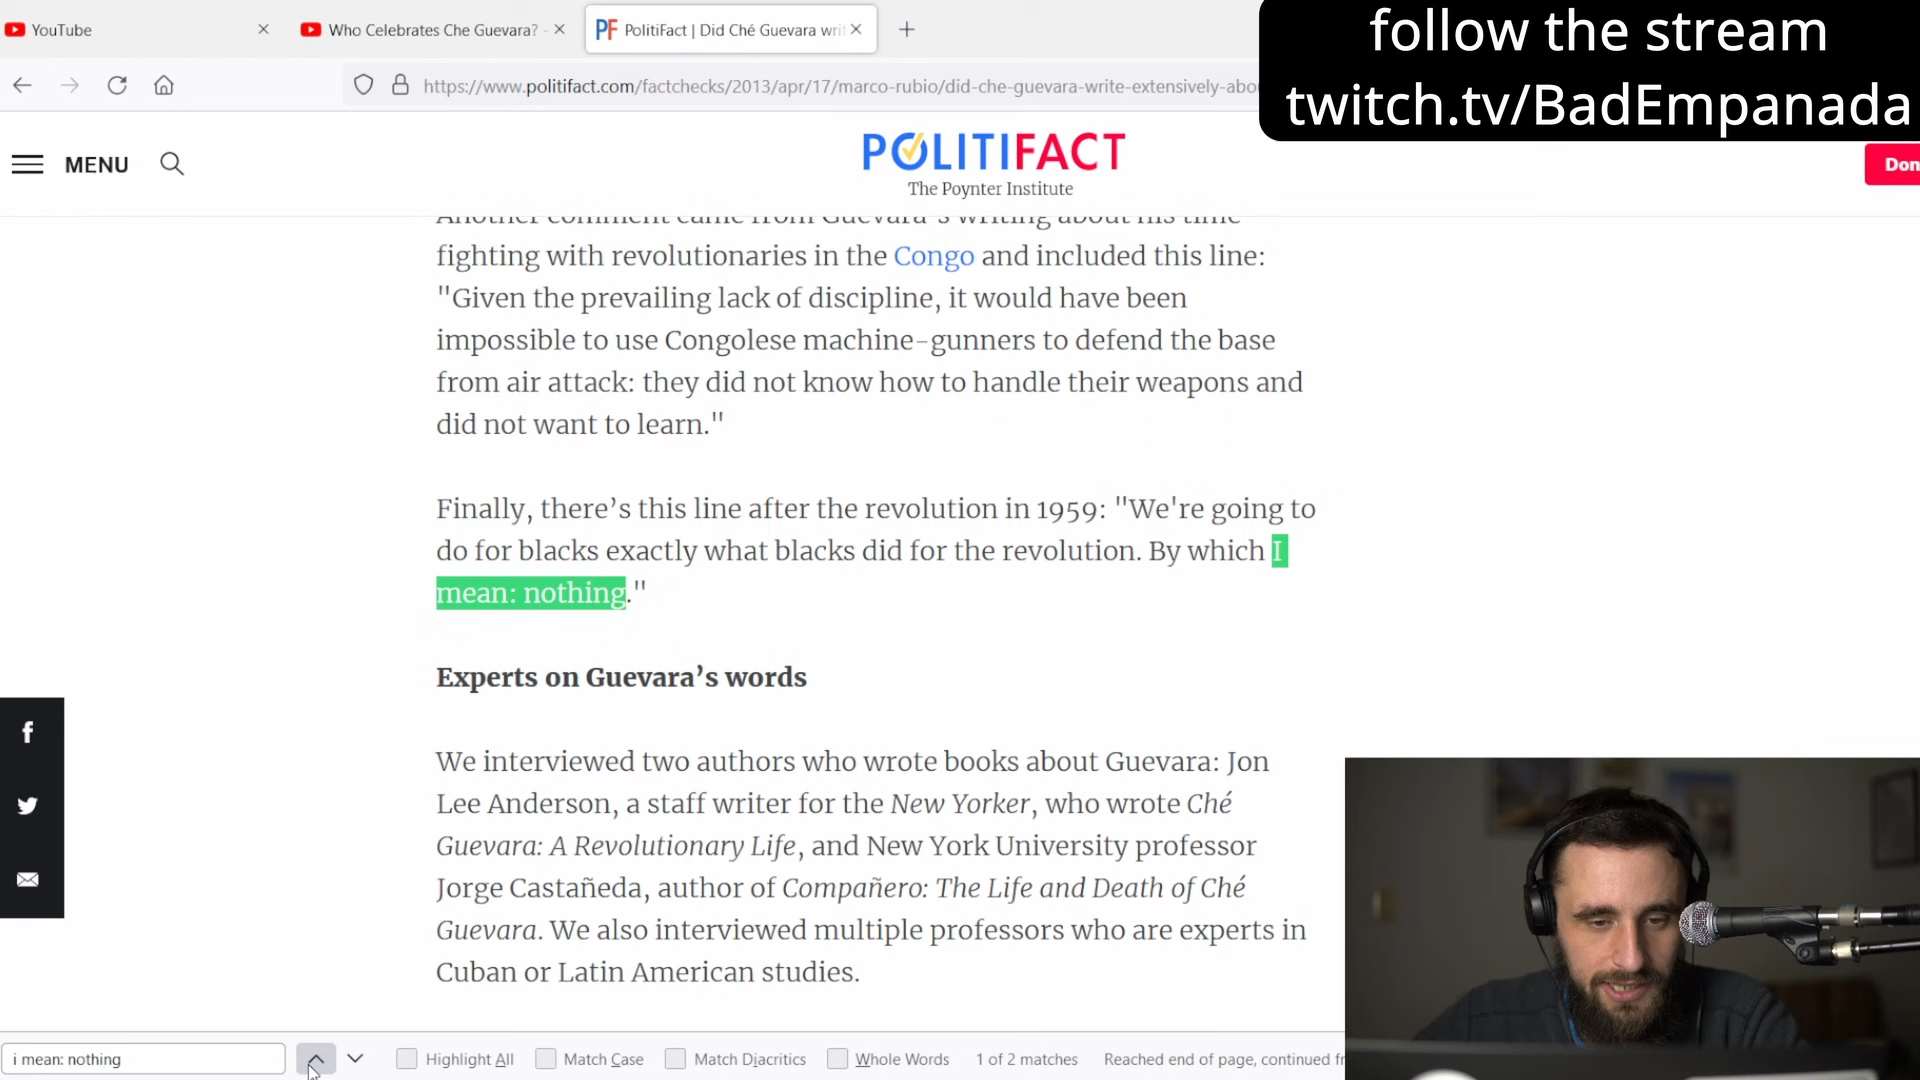 YouTube
Who Celebrates Che Guevara? -
PF PolitiFact | Did Ché Guevara writ
follow the stream
twitch.tv/BadEmpanada
https://www.politifact.com/factchecks/2013/apr/17/marco-rubio/did-che-guevara-write-extensively-abo
MENU
POLITIFACT
The Poynter Institute
Don
Another comment came from Guevara's writing about his time
fighting with revolutionaries in the Congo and included this line:
"Given the prevailing lack of discipline, it would have been
impossible to use Congolese machine-gunners to defend the base
from air attack: they did not know how to handle their weapons and
did not want to learn."
Finally, there’s this line after the revolution in 1959: "We're going to
do for blacks exactly what blacks did for the revolution. By which I
mean: nothing."
Experts on Guevara’s words
We interviewed two authors who wrote books about Guevara: Jon
Lee Anderson, a staff writer for the New Yorker, who wrote Ché
Guevara: A Revolutionary Life, and New York University professor
Jorge Castañeda, author of Compañero: The Life and Death of Ché
Guevara. We also interviewed multiple professors who are experts in
Cuban or Latin American studies.
i mean: nothing
Highlight All
Match Case
Match Diacritics
Whole Words
1 of 2 matches
Reached end of page, continued fr